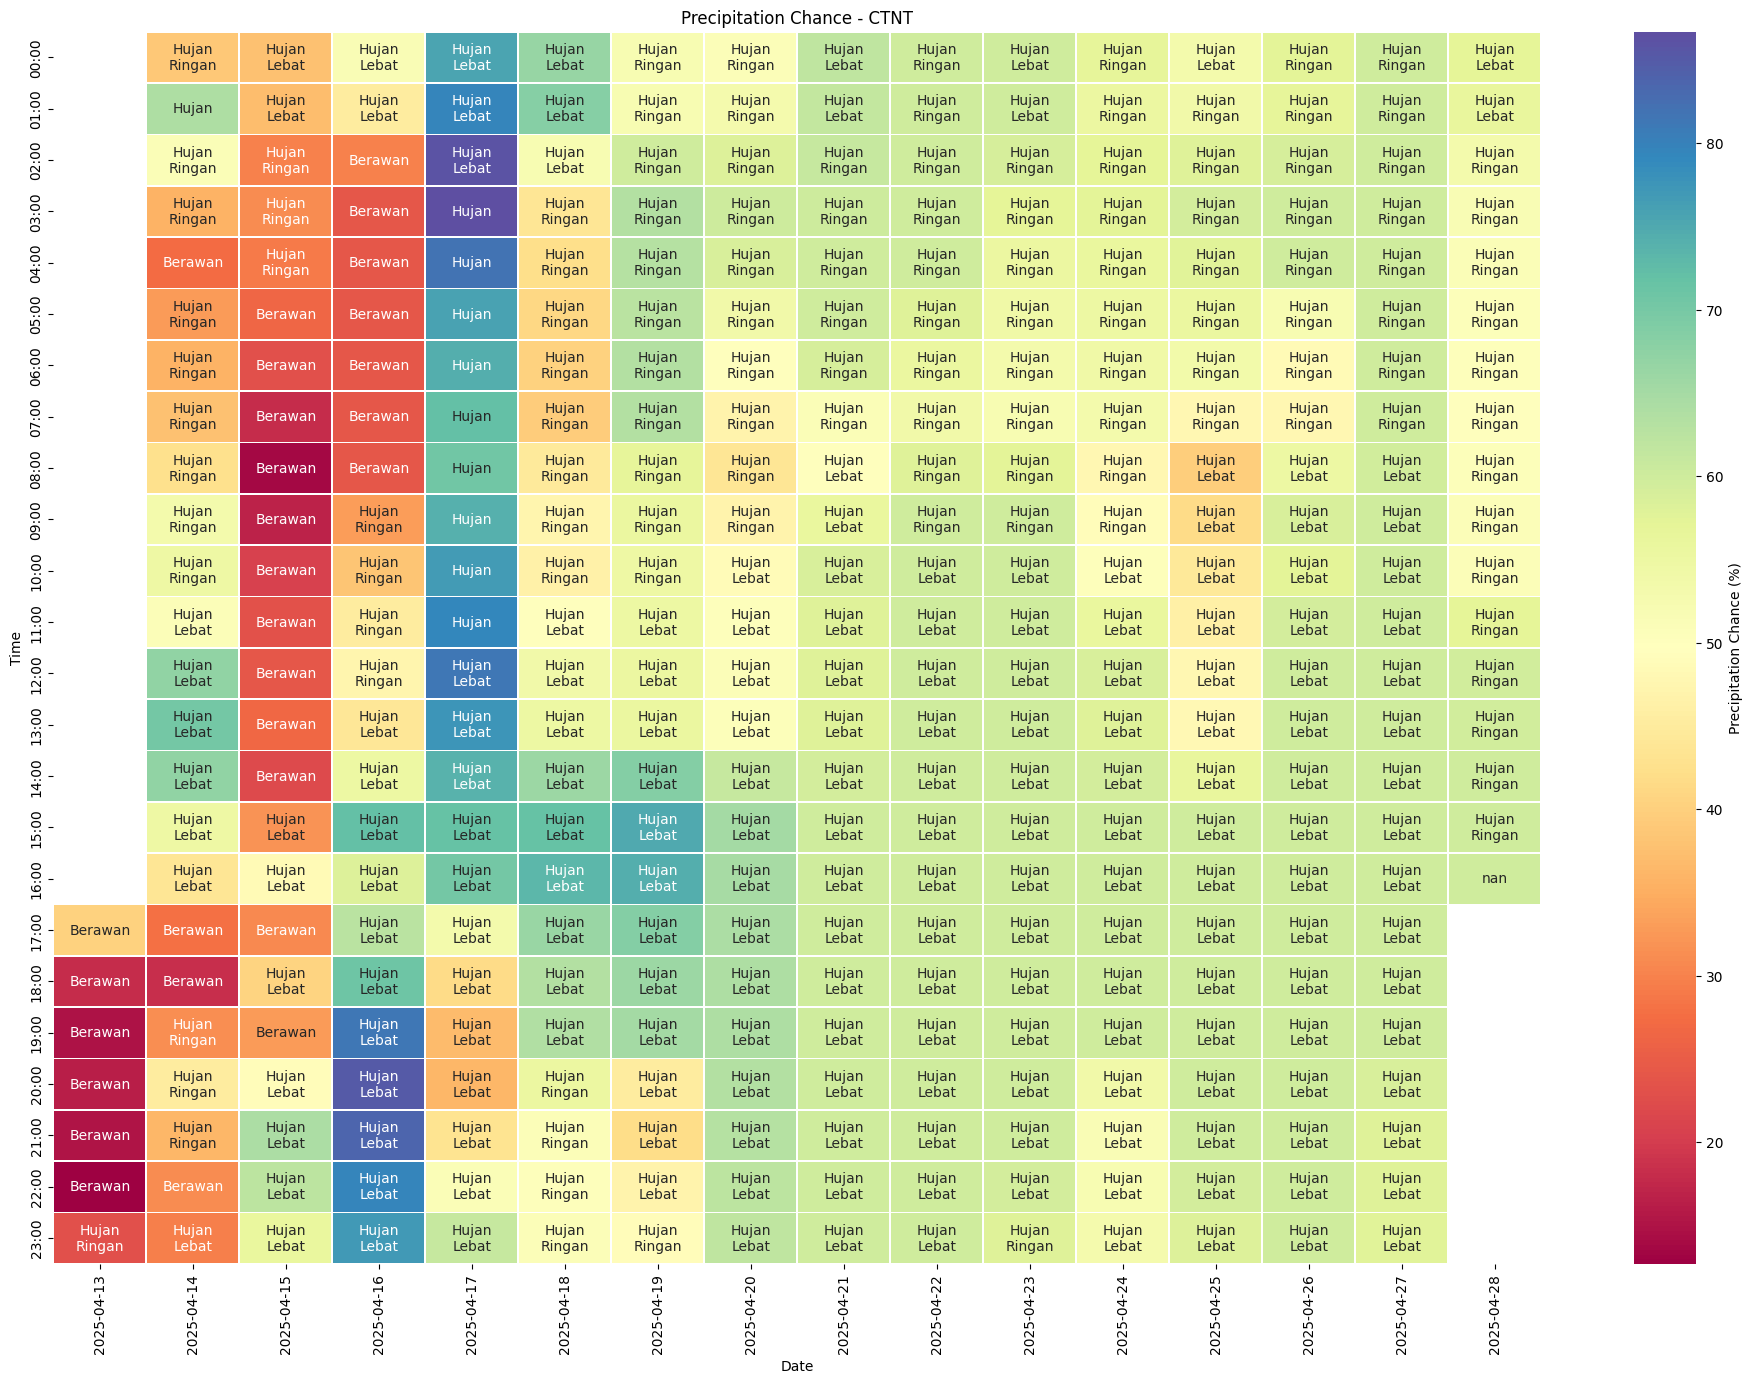 Precipitation Chance - CTNT
00:00 Hujan Ringan Hujan Lebat Hujan Lebat Hujan Lebat Hujan Lebat Hujan Ringan Hujan Ringan Hujan Lebat Hujan Ringan Hujan Lebat Hujan Ringan Hujan Lebat Hujan Ringan Hujan Ringan Hujan Lebat
01:00 Hujan Hujan Lebat Hujan Lebat Hujan Lebat Hujan Lebat Hujan Ringan Hujan Ringan Hujan Lebat Hujan Ringan Hujan Lebat Hujan Ringan Hujan Ringan Hujan Ringan Hujan Ringan Hujan Lebat
02:00 Hujan Ringan Hujan Ringan Berawan Hujan Lebat Hujan Lebat Hujan Ringan Hujan Ringan Hujan Ringan Hujan Ringan Hujan Ringan Hujan Ringan Hujan Ringan Hujan Ringan Hujan Ringan Hujan Ringan
03:00 Hujan Ringan Hujan Ringan Berawan Hujan Hujan Ringan Hujan Ringan Hujan Ringan Hujan Ringan Hujan Ringan Hujan Ringan Hujan Ringan Hujan Ringan Hujan Ringan Hujan Ringan Hujan Ringan
04:00 Berawan Hujan Ringan Berawan Hujan Hujan Ringan Hujan Ringan Hujan Ringan Hujan Ringan Hujan Ringan Hujan Ringan Hujan Ringan Hujan Ringan Hujan Ringan Hujan Ringan Hujan Ringan
05:00 Hujan Ringan Berawan Berawan Hujan Hujan Ringan Hujan Ringan Hujan Ringan Hujan Ringan Hujan Ringan Hujan Ringan Hujan Ringan Hujan Ringan Hujan Ringan Hujan Ringan Hujan Ringan
06:00 Hujan Ringan Berawan Berawan Hujan Hujan Ringan Hujan Ringan Hujan Ringan Hujan Ringan Hujan Ringan Hujan Ringan Hujan Ringan Hujan Ringan Hujan Ringan Hujan Ringan Hujan Ringan
07:00 Hujan Ringan Berawan Berawan Hujan Hujan Ringan Hujan Ringan Hujan Ringan Hujan Ringan Hujan Ringan Hujan Ringan Hujan Ringan Hujan Ringan Hujan Ringan Hujan Ringan Hujan Ringan
08:00 Hujan Ringan Berawan Berawan Hujan Hujan Ringan Hujan Ringan Hujan Ringan Hujan Lebat Hujan Ringan Hujan Ringan Hujan Ringan Hujan Lebat Hujan Lebat Hujan Lebat Hujan Ringan
09:00 Hujan Ringan Berawan Hujan Ringan Hujan Hujan Ringan Hujan Ringan Hujan Ringan Hujan Lebat Hujan Ringan Hujan Ringan Hujan Ringan Hujan Lebat Hujan Lebat Hujan Lebat Hujan Ringan
10:00 Hujan Ringan Berawan Hujan Ringan Hujan Hujan Ringan Hujan Ringan Hujan Lebat Hujan Lebat Hujan Lebat Hujan Lebat Hujan Lebat Hujan Lebat Hujan Lebat Hujan Lebat Hujan Ringan
11:00 Hujan Lebat Berawan Hujan Ringan Hujan Hujan Lebat Hujan Lebat Hujan Lebat Hujan Lebat Hujan Lebat Hujan Lebat Hujan Lebat Hujan Lebat Hujan Lebat Hujan Lebat Hujan Ringan
12:00 Hujan Lebat Berawan Hujan Ringan Hujan Lebat Hujan Lebat Hujan Lebat Hujan Lebat Hujan Lebat Hujan Lebat Hujan Lebat Hujan Lebat Hujan Lebat Hujan Lebat Hujan Lebat Hujan Ringan
13:00 Hujan Lebat Berawan Hujan Lebat Hujan Lebat Hujan Lebat Hujan Lebat Hujan Lebat Hujan Lebat Hujan Lebat Hujan Lebat Hujan Lebat Hujan Lebat Hujan Lebat Hujan Lebat Hujan Ringan
14:00 Hujan Lebat Berawan Hujan Lebat Hujan Lebat Hujan Lebat Hujan Lebat Hujan Lebat Hujan Lebat Hujan Lebat Hujan Lebat Hujan Lebat Hujan Lebat Hujan Lebat Hujan Lebat Hujan Ringan
15:00 Hujan Lebat Hujan Lebat Hujan Lebat Hujan Lebat Hujan Lebat Hujan Lebat Hujan Lebat Hujan Lebat Hujan Lebat Hujan Lebat Hujan Lebat Hujan Lebat Hujan Lebat Hujan Lebat Hujan Ringan
16:00 Hujan Lebat Hujan Lebat Hujan Lebat Hujan Lebat Hujan Lebat Hujan Lebat Hujan Lebat Hujan Lebat Hujan Lebat Hujan Lebat Hujan Lebat Hujan Lebat Hujan Lebat Hujan Lebat nan
17:00 Berawan Berawan Berawan Hujan Lebat Hujan Lebat Hujan Lebat Hujan Lebat Hujan Lebat Hujan Lebat Hujan Lebat Hujan Lebat Hujan Lebat Hujan Lebat Hujan Lebat Hujan Lebat
18:00 Berawan Berawan Hujan Lebat Hujan Lebat Hujan Lebat Hujan Lebat Hujan Lebat Hujan Lebat Hujan Lebat Hujan Lebat Hujan Lebat Hujan Lebat Hujan Lebat Hujan Lebat Hujan Lebat
19:00 Berawan Hujan Ringan Berawan Hujan Lebat Hujan Lebat Hujan Lebat Hujan Lebat Hujan Lebat Hujan Lebat Hujan Lebat Hujan Lebat Hujan Lebat Hujan Lebat Hujan Lebat Hujan Lebat
20:00 Berawan Hujan Ringan Hujan Lebat Hujan Lebat Hujan Lebat Hujan Ringan Hujan Lebat Hujan Lebat Hujan Lebat Hujan Lebat Hujan Lebat Hujan Lebat Hujan Lebat Hujan Lebat Hujan Lebat
21:00 Berawan Hujan Ringan Hujan Lebat Hujan Lebat Hujan Lebat Hujan Ringan Hujan Lebat Hujan Lebat Hujan Lebat Hujan Lebat Hujan Lebat Hujan Lebat Hujan Lebat Hujan Lebat Hujan Lebat
22:00 Berawan Berawan Hujan Lebat Hujan Lebat Hujan Lebat Hujan Ringan Hujan Lebat Hujan Lebat Hujan Lebat Hujan Lebat Hujan Lebat Hujan Lebat Hujan Lebat Hujan Lebat Hujan Lebat
23:00 Hujan Ringan Hujan Lebat Hujan Lebat Hujan Lebat Hujan Lebat Hujan Ringan Hujan Ringan Hujan Lebat Hujan Lebat Hujan Lebat Hujan Ringan Hujan Lebat Hujan Lebat Hujan Lebat Hujan Lebat
Time
2025-04-13 2025-04-14 2025-04-15 2025-04-16 2025-04-17 2025-04-18 2025-04-19 2025-04-20 2025-04-21 2025-04-22 2025-04-23 2025-04-24 2025-04-25 2025-04-26 2025-04-27 2025-04-28
Date
80
70
60
50
40
30
20
Precipitation Chance (%)